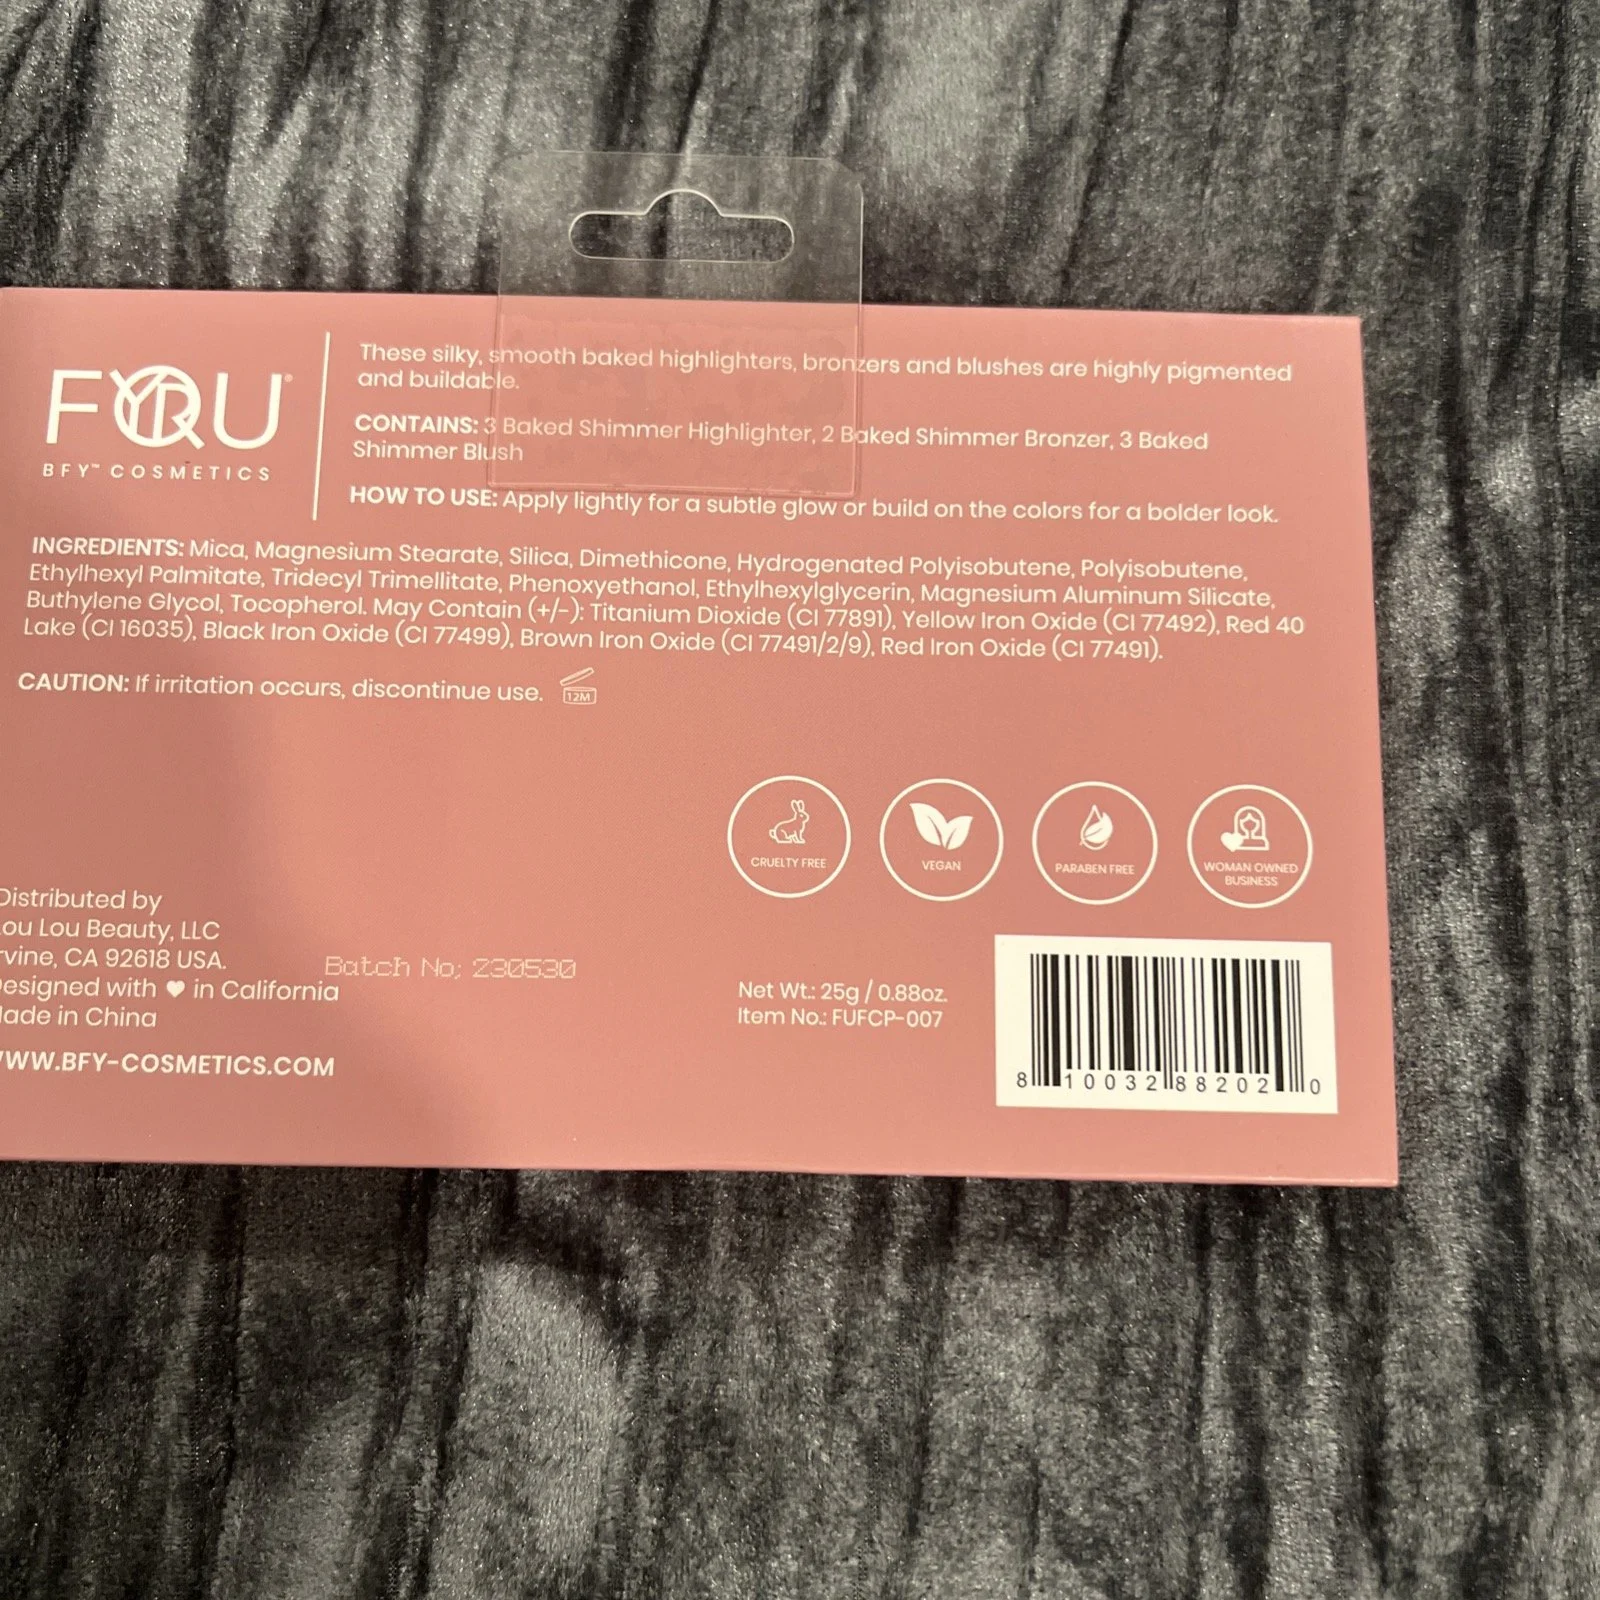 These silky, smooth baked highlighters, bronzers and blushes are highly pigmented
and buildable.
CONTAINS: 3 Baked Shimmer Highlighter, 2 Baked Shimmer Bronzer, 3 Baked
Shimmer Blush
HOW TO USE: Apply lightly for a subtle glow or build on the colors for a bolder look.
BFY™ COSMETICS
INGREDIENTS: Mica, Magnesium Stearate, Silica, Dimethicone, Hydrogenated Polyisobutene, Polyisobutene,
Ethylhexyl Palmitate, Tridecyl Trimellitate, Phenoxyethanol, Ethylhexylglycerin, Magnesium Aluminum Silicate,
Buthylene Glycol, Tocopherol. May Contain (+/-): Titanium Dioxide (CI 77891), Yellow Iron Oxide (CI 77492), Red 40
Lake (CI 16035), Black Iron Oxide (CI 77499), Brown Iron Oxide (CI 77491/2/9), Red Iron Oxide (CI 77491).
CAUTION: If irritation occurs, discontinue use.
12M
CRUELTY FREE
VEGAN
PARABEN FREE
WOMAN OWNED
BUSINESS
Distributed by
ou Lou Beauty, LLC
rvine, CA 92618 USA.
esigned with ♥ in California
ade in China
WW.BFY-COSMETICS.COM
Batch No; 230530
Net Wt.: 25g / 0.88oz.
Item No.: FUFCP-007
8 10032 88202 0